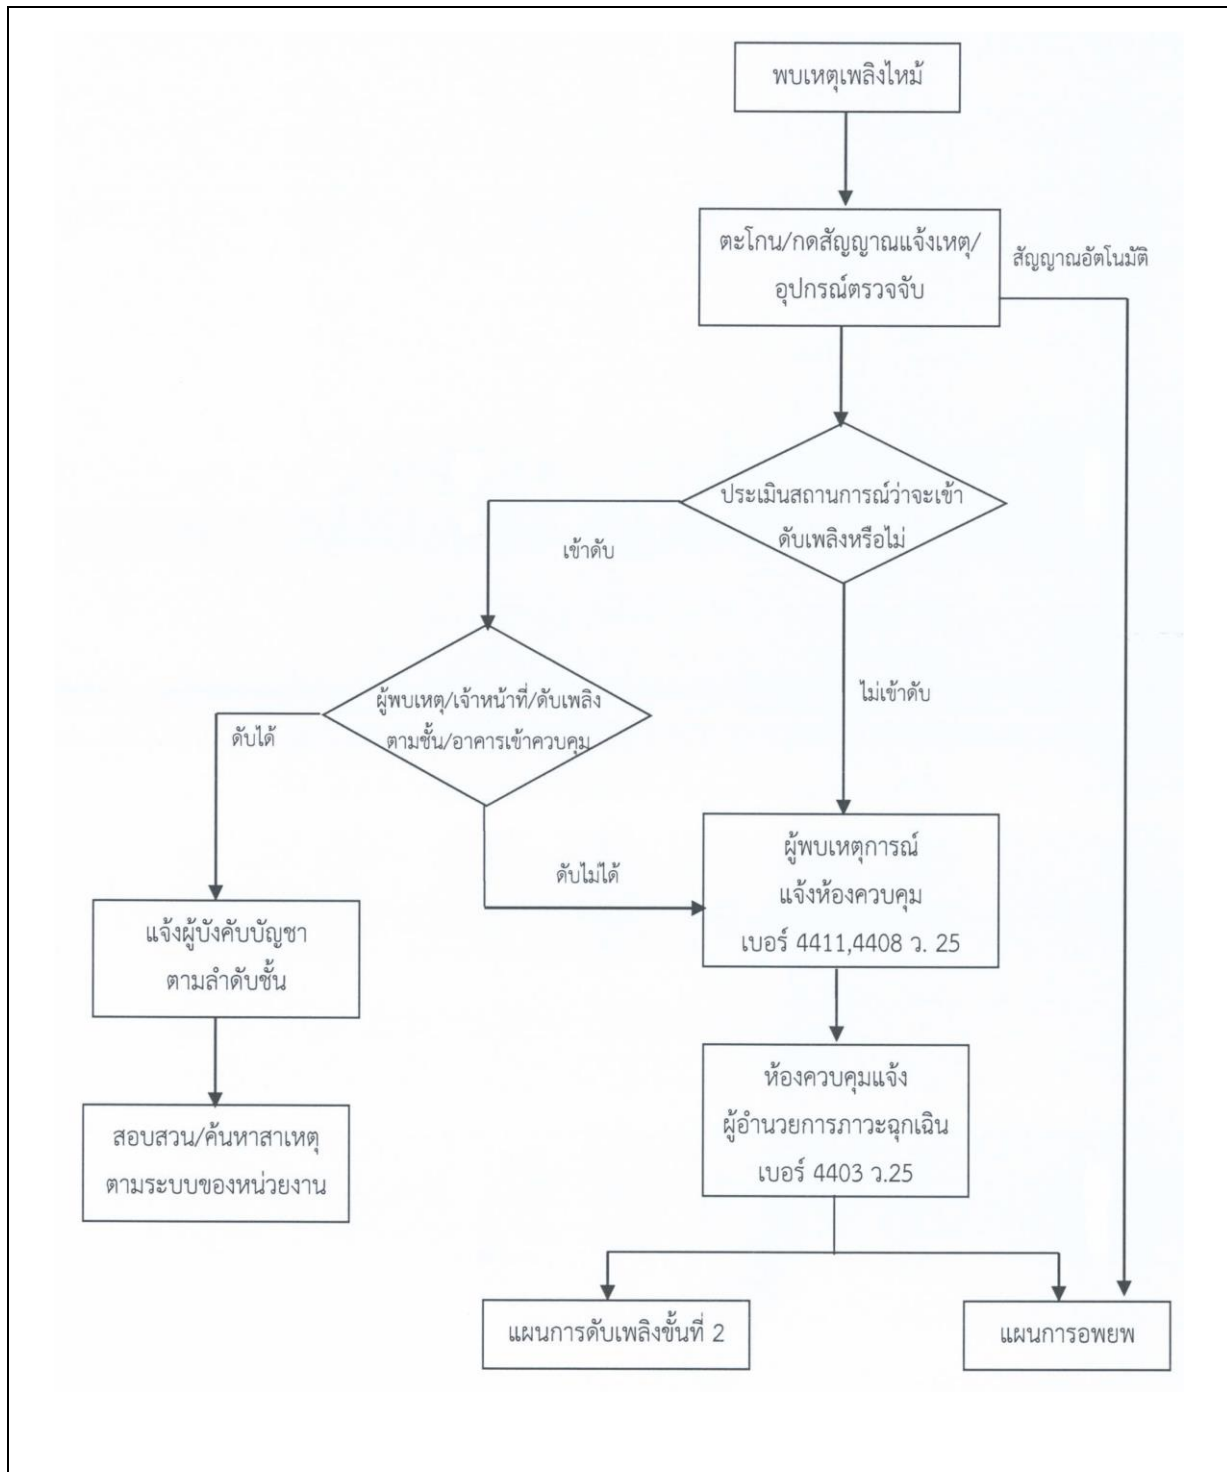 พบเหตุเพลิงไหม้
ตะโกน/กดสัญญาณแจ้งเหตุ/
อุปกรณ์ตรวจจับ
สัญญาณอัตโนมัติ
ประเมินสถานการณ์ว่าจะเข้า
ดับเพลิงหรือไม่
เข้าดับ
ไม่เข้าดับ
ผู้พบเหตุ/เจ้าหน้าที่/ดับเพลิง
ตามชั้น/อาคารเข้าควบคุม
ดับได้
ดับไม่ได้
ผู้พบเหตุการณ์
แจ้งห้องควบคุม
เบอร์ 4411,4408 ว. 25
แจ้งผู้บังคับบัญชา
ตามลำดับชั้น
ห้องควบคุมแจ้ง
ผู้อำนวยการภาวะฉุกเฉิน
เบอร์ 4403 ว.25
สอบสวน/ค้นหาสาเหตุ
ตามระบบของหน่วยงาน
แผนการดับเพลิงขั้นที่ 2
แผนการอพยพ